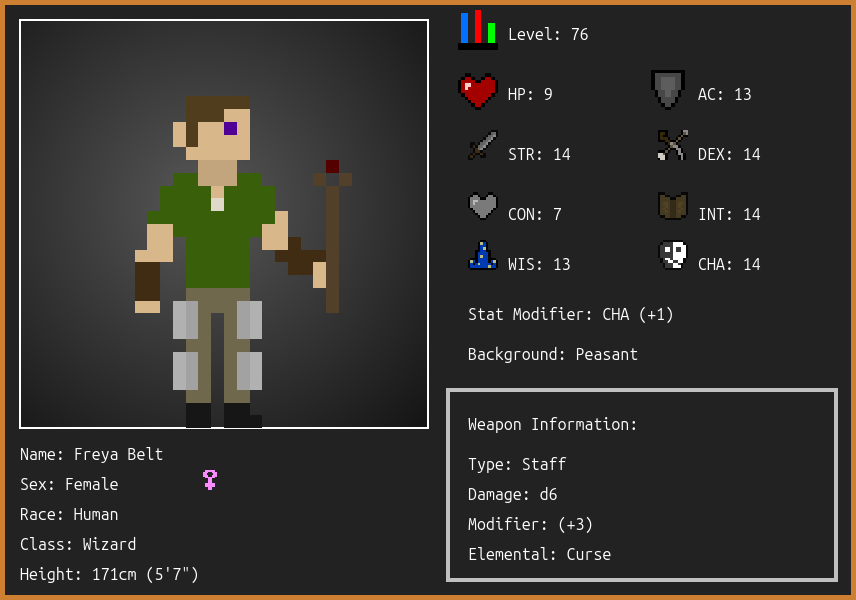 Level: 76
HP: 9
AC: 13
STR: 14
DEX: 14
CON: 7
INT: 14
WIS: 13
CHA: 14
Stat Modifier: CHA (+1)
Background: Peasant
Weapon Information:
Type: Staff
Damage: d6
Modifier: (+3)
Elemental: Curse
Name: Freya Belt
Sex: Female
Race: Human
Class: Wizard
Height: 171cm (5'7")